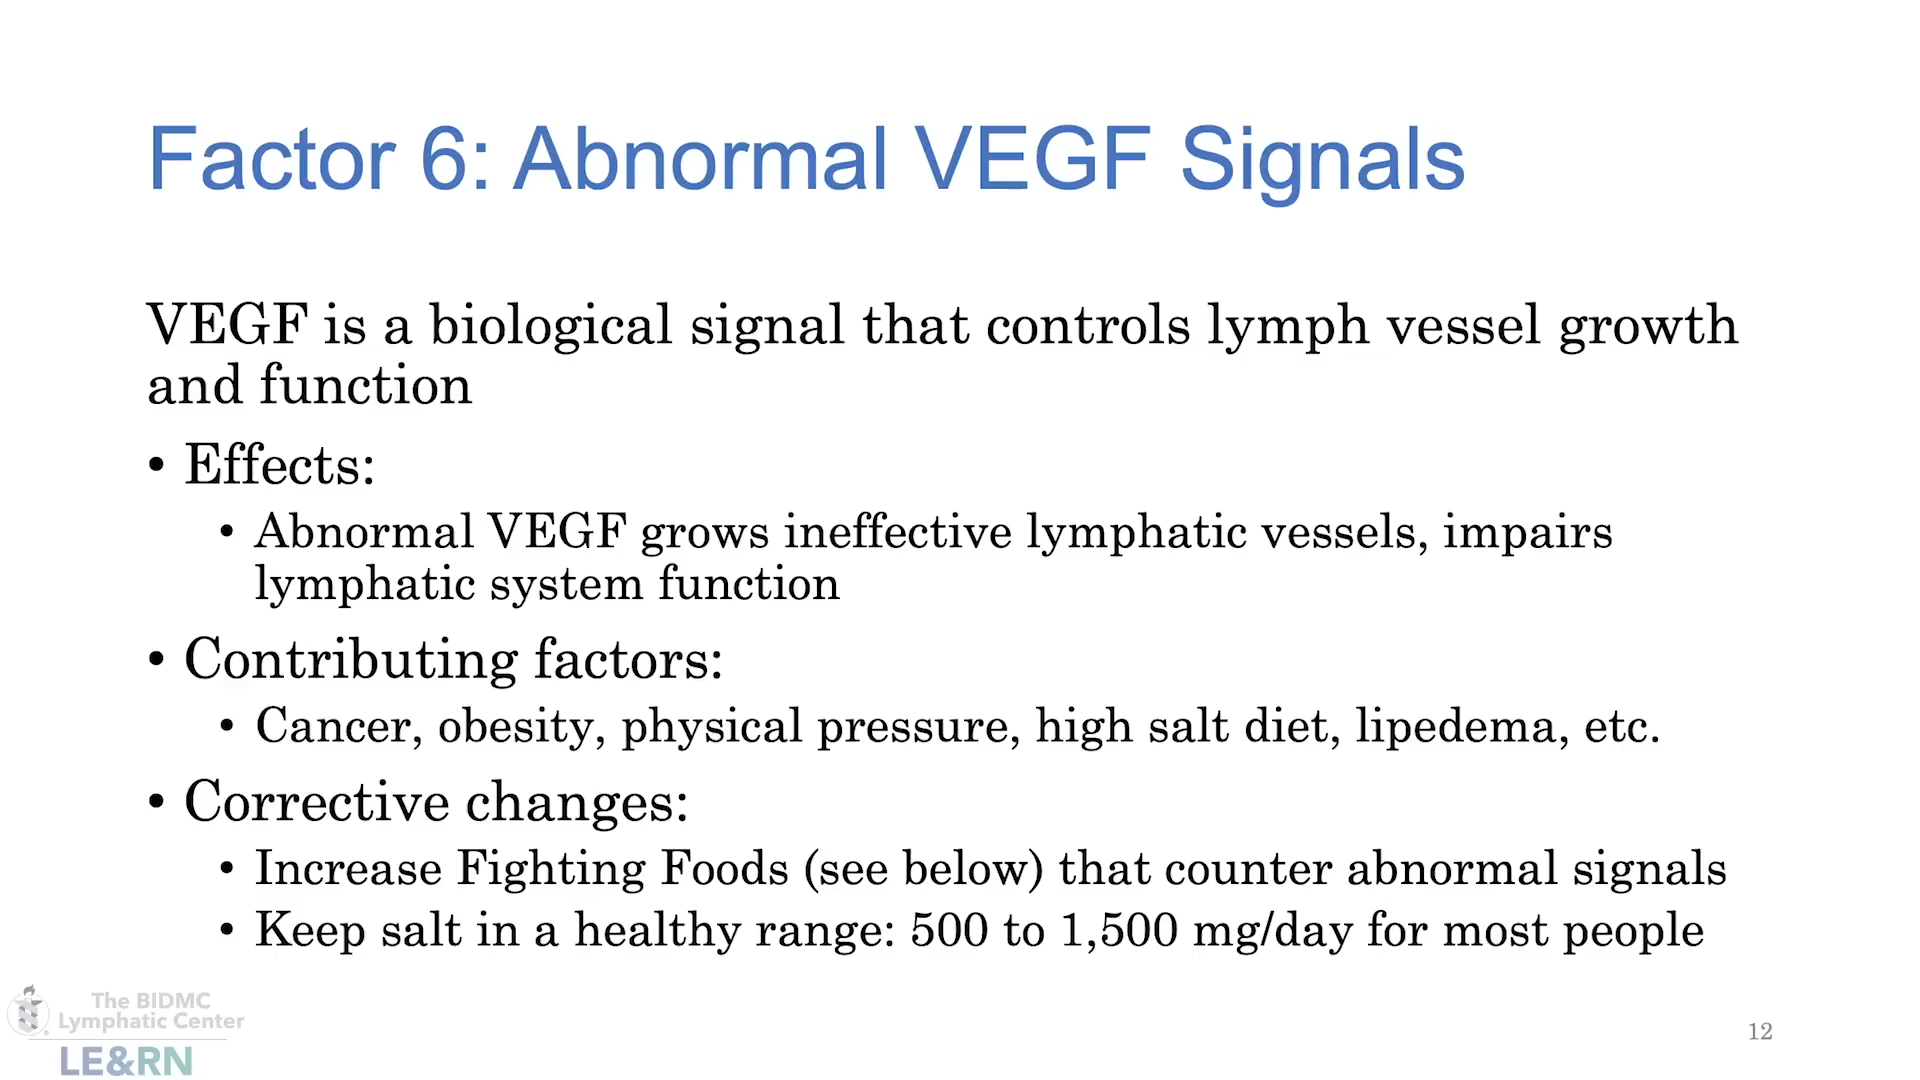 Factor 6: Abnormal VEGF Signals
VEGF is a biological signal that controls lymph vessel growth
and function
• Effects:
• Abnormal VEGF grows ineffective lymphatic vessels, impairs
lymphatic system function
• Contributing factors:
• Cancer, obesity, physical pressure, high salt diet, lipedema, etc.
• Corrective changes:
• Increase Fighting Foods (see below) that counter abnormal signals
• Keep salt in a healthy range: 500 to 1,500 mg/day for most people
The BIDMC
Lymphatic Center
LE&RN
12